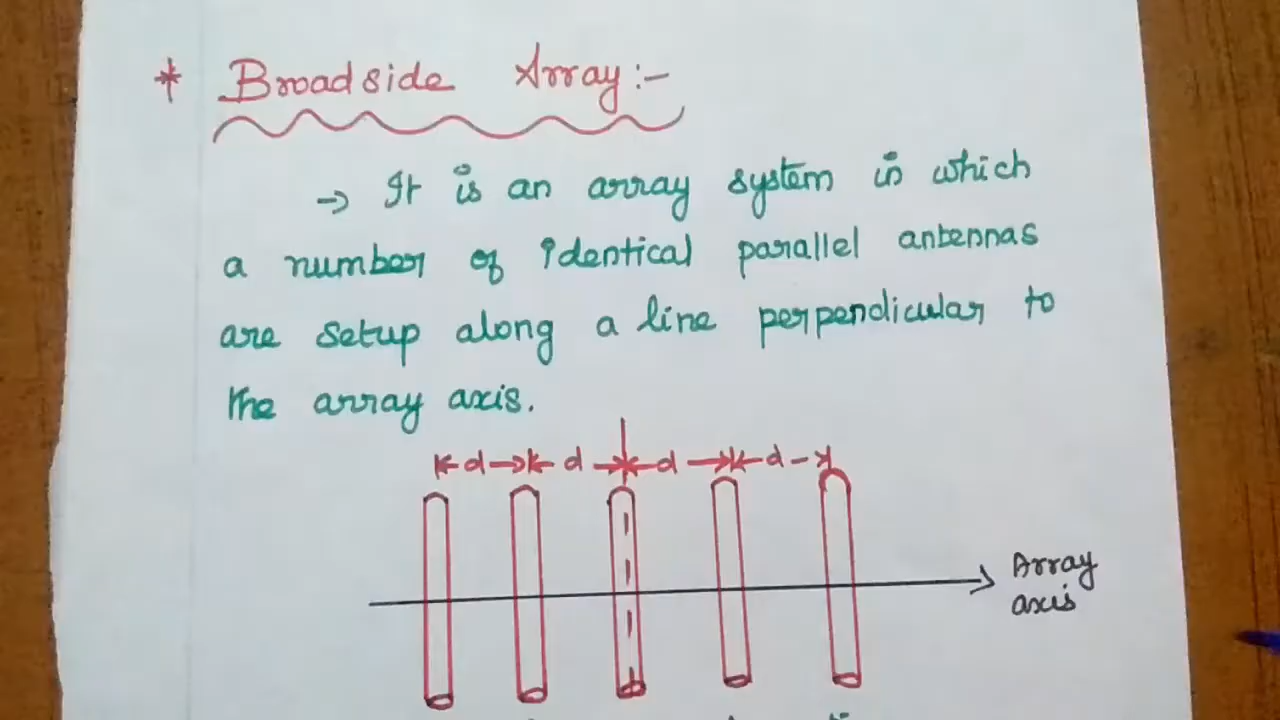 * Broadside Array:-
→ It is an array system in which
a number of identical parallel antennas
are setup along a line perpendicular to
the array axis.
d d d d
Array
axis